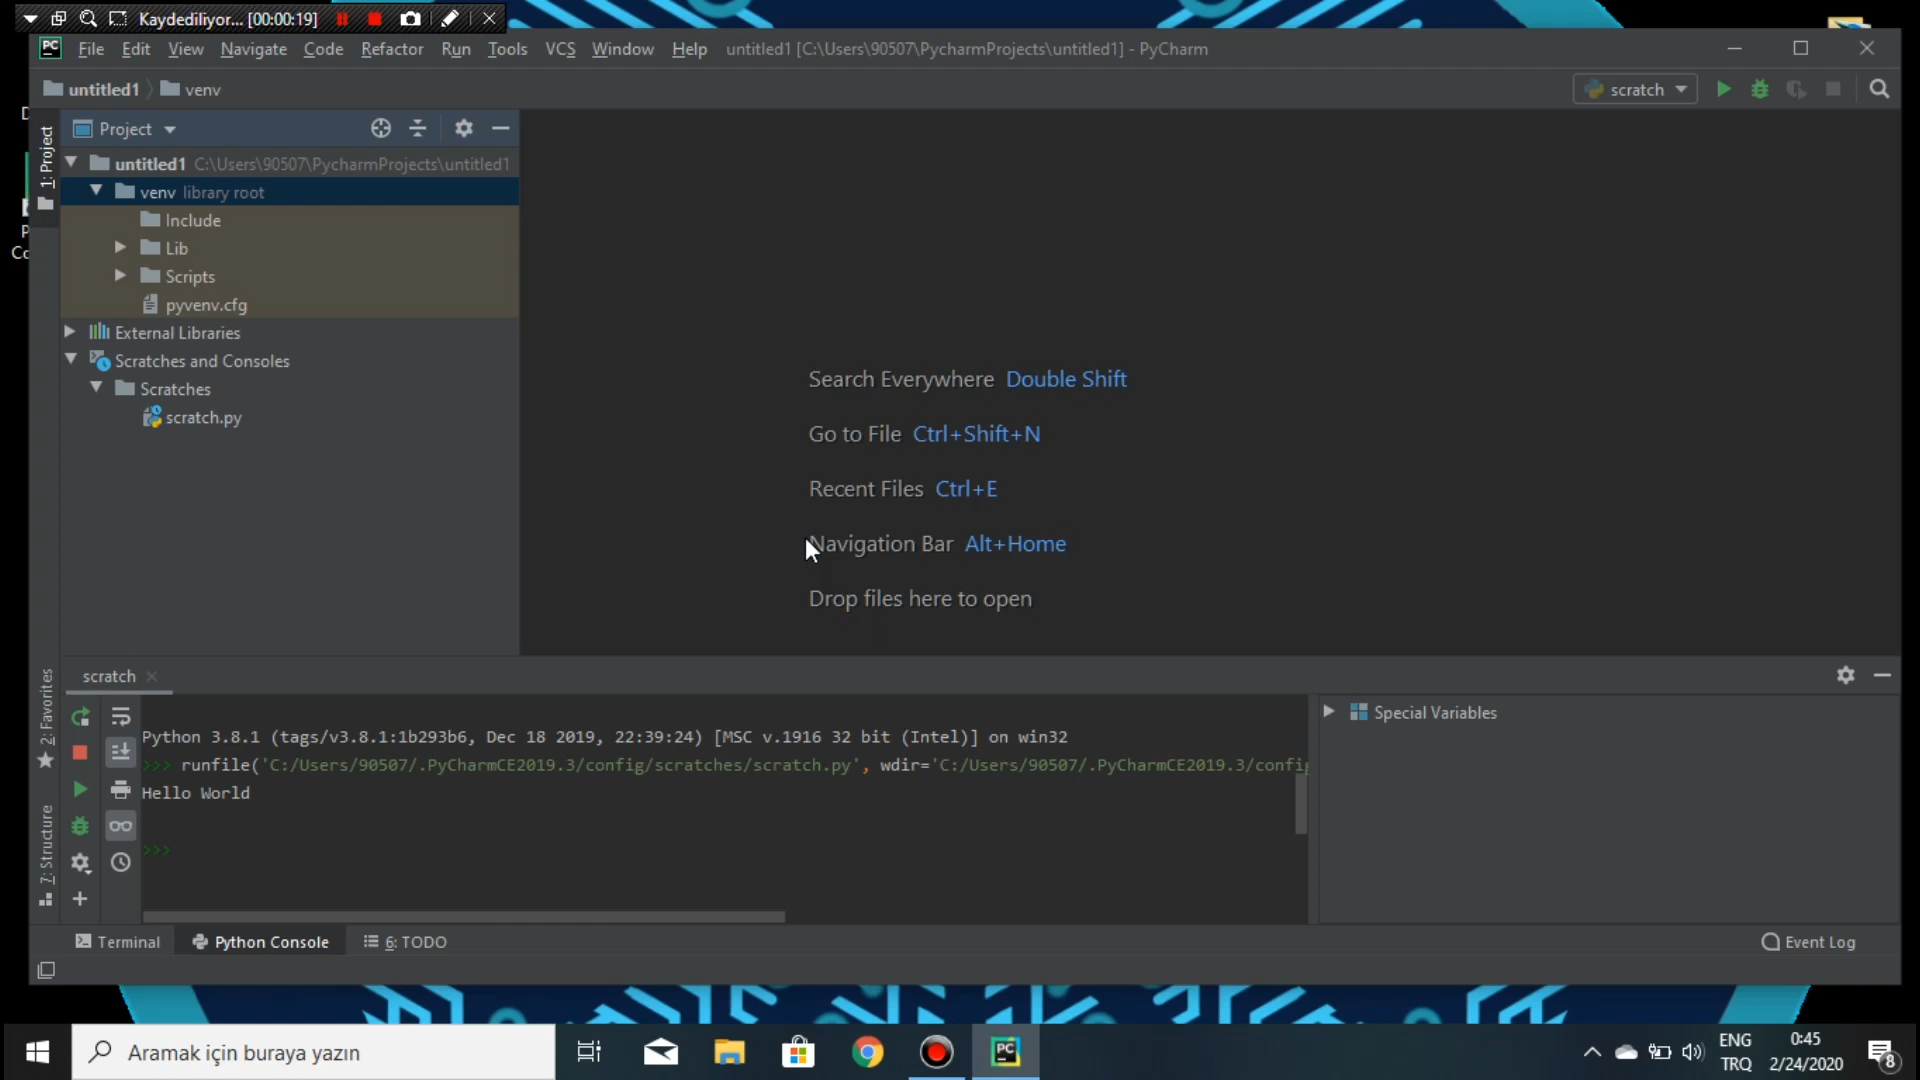 Kaydediliyor... [00:00:19]
PC File Edit View Navigate Code Refactor Run Tools VCS Window Help untitled1 [C:\Users\90507\PycharmProjects\untitled1] - PyCharm
untitled1 venv scratch
1: Project
Project
untitled1 C:\Users\90507\PycharmProjects\untitled1
venv library root
Include
Lib
Scripts
pyvenv.cfg
External Libraries
Scratches and Consoles
Scratches
scratch.py
Search Everywhere Double Shift
Go to File Ctrl+Shift+N
Recent Files Ctrl+E
Navigation Bar Alt+Home
Drop files here to open
2: Favorites
7: Structure
scratch
Python 3.8.1 (tags/v3.8.1:1b293b6, Dec 18 2019, 22:39:24) [MSC v.1916 32 bit (Intel)] on win32
>>> runfile('C:/Users/90507/.PyCharmCE2019.3/config/scratches/scratch.py', wdir='C:/Users/90507/.PyCharmCE2019.3/config
Hello World
>>>
Special Variables
Terminal Python Console 6: TODO Event Log
Aramak için buraya yazın
PC
ENG 0:45
TRQ 2/24/2020 8